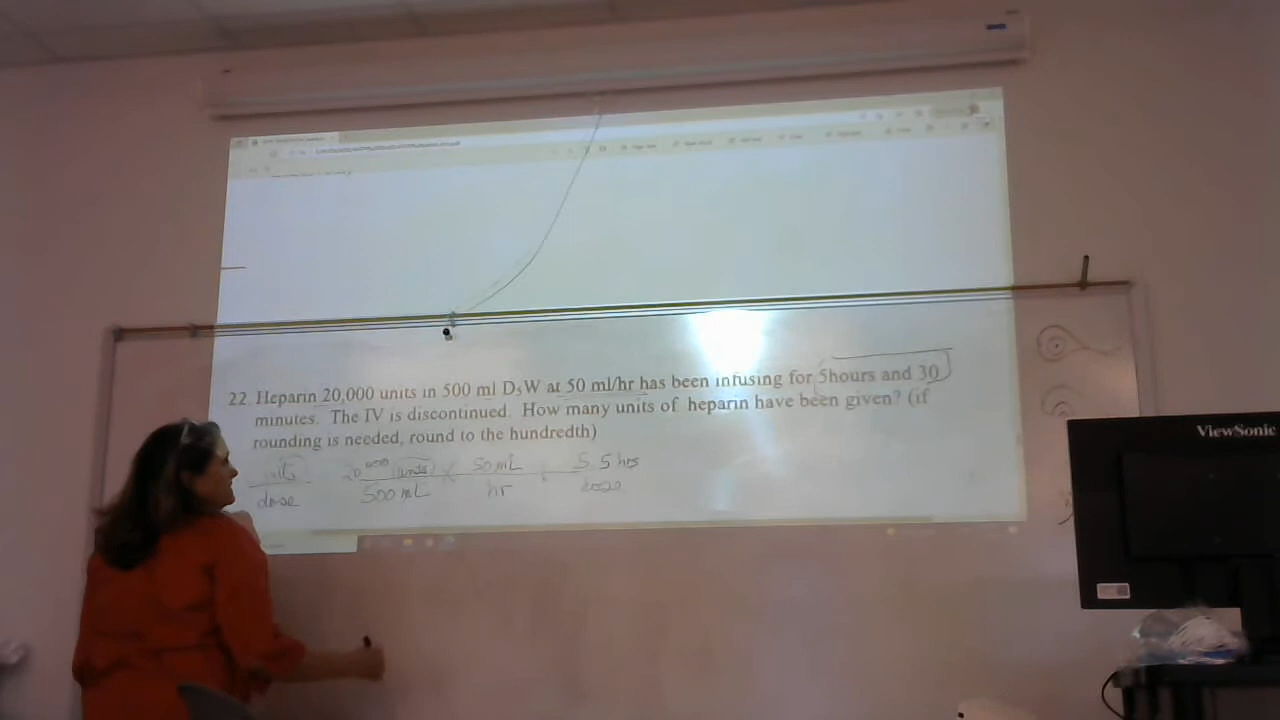 22 Heparin 20,000 units in 500 ml D5W at 50 ml/hr has been infusing for 5hours and 30
minutes. The IV is discontinued. How many units of heparin have been given? (if
rounding is needed, round to the hundredth)
units 20,000 units x 50 mL x 5.5 hrs
dose 500 mL hr dose
ViewSonic